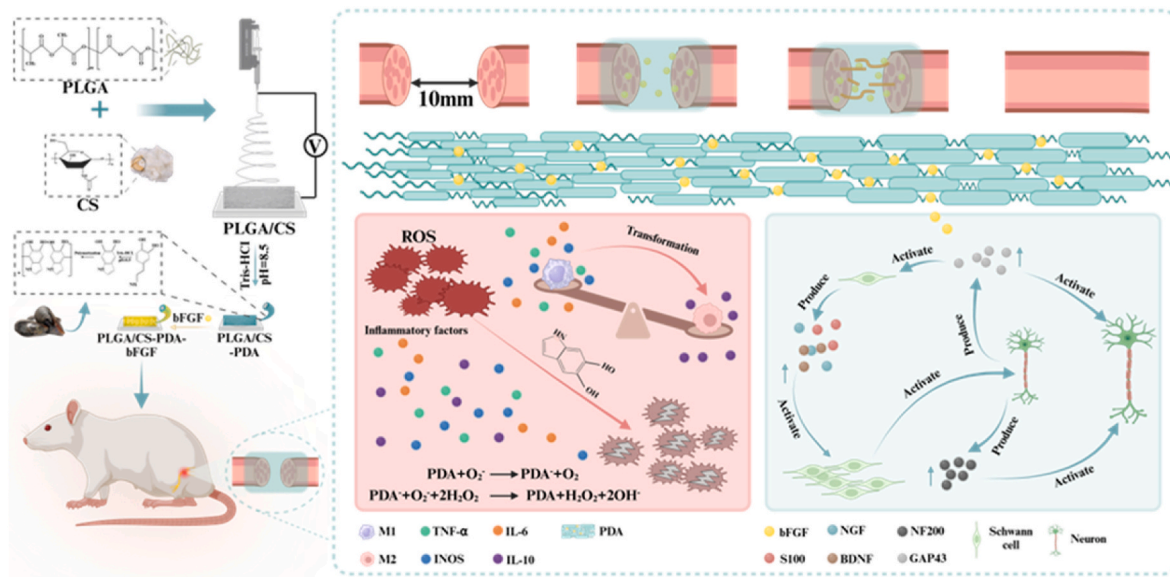 PLGA
+
CS
V
PLGA/CS
Tris-HCl
pH=8.5
bFGF
PLGA/CS-PDA-
bFGF
PLGA/CS
-PDA
10mm
ROS
Transformation
Inflammatory factors
HN
HO
OH
PDA+O₂⁻ → PDA⁻+O₂
PDA⁻+O₂⁻+2H₂O₂ → PDA+H₂O₂+2OH⁻
M1
TNF-α
IL-6
PDA
M2
INOS
IL-10
Activate
Activate
Produce
Produce
Activate
Activate
Produce
Activate
bFGF
NGF
NF200
Schwann
cell
Neuron
S100
BDNF
GAP43